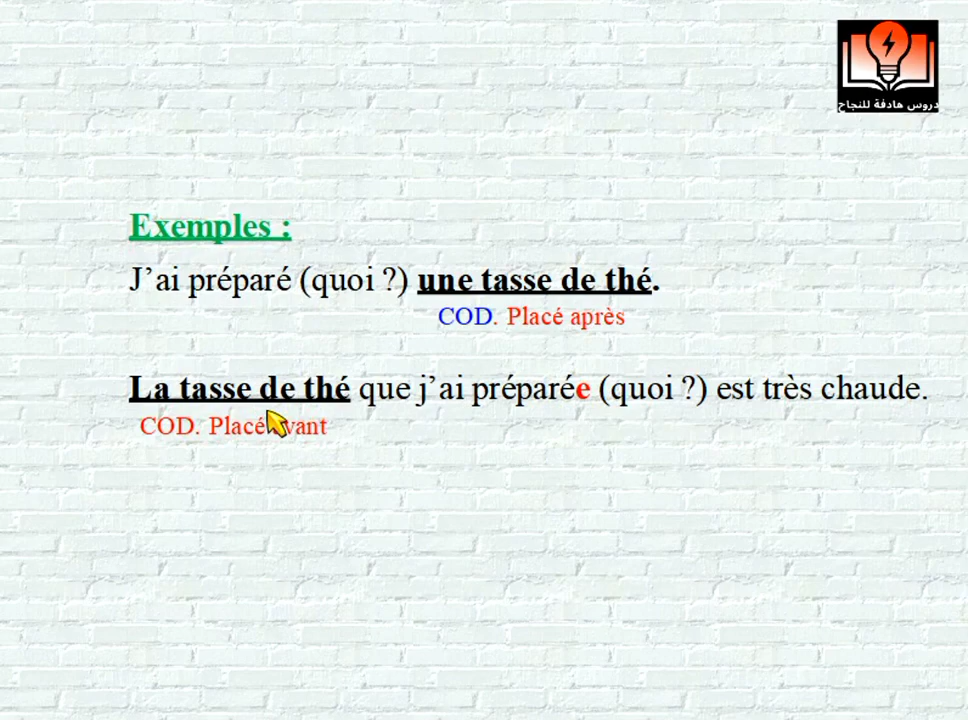 دروس هادفة للنجاح
Exemples :
J’ai préparé (quoi ?) une tasse de thé.
COD. Placé après
La tasse de thé que j’ai préparée (quoi ?) est très chaude.
COD. Placé avant